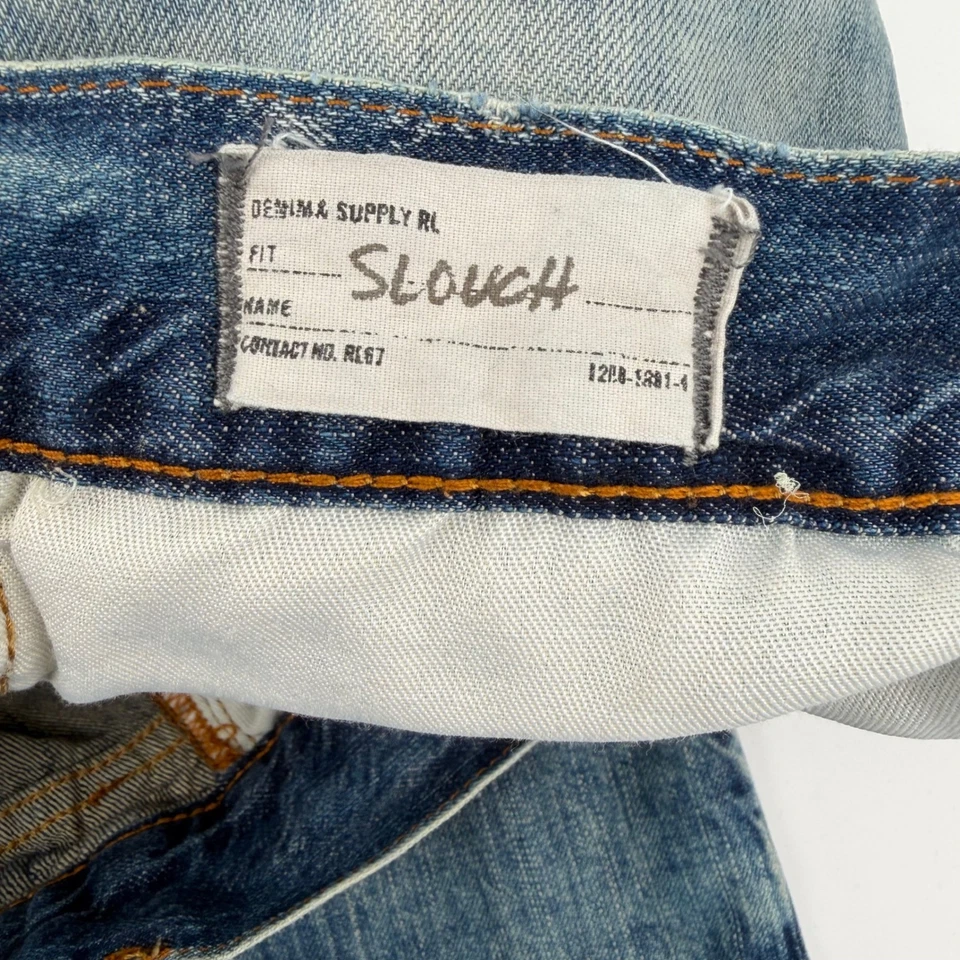 DENIM & SUPPLY RL
FIT SLOUCH
NAME
CONTACT NO. RL67